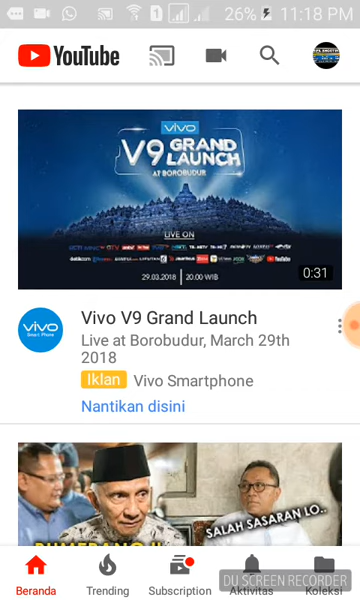 26% 11:18 PM
YouTube
vivo
V9 GRAND LAUNCH
AT BOROBUDUR
LIVE ON
29.03.2018 | 20.00 WIB
0:31
vivo
Smart Phone
Vivo V9 Grand Launch
Live at Borobudur, March 29th
2018
Iklan Vivo Smartphone
Nantikan disini
SALAH SASARAN LO..
DU SCREEN RECORDER
Beranda Trending Subscription Aktivitas Koleksi